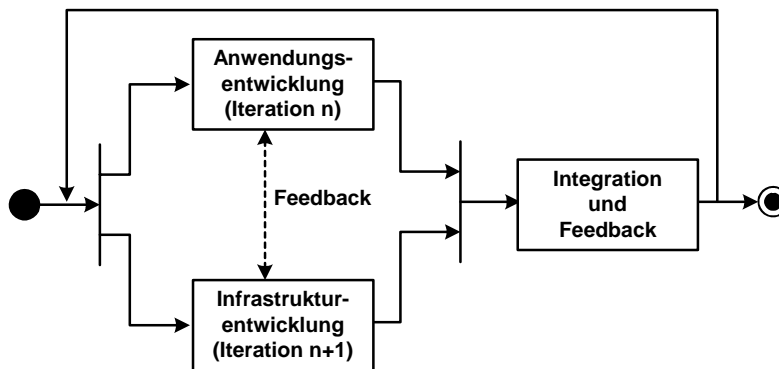 Anwendungs-
entwicklung
(Iteration n)
Feedback
Infrastruktur-
entwicklung
(Iteration n+1)
Integration
und
Feedback